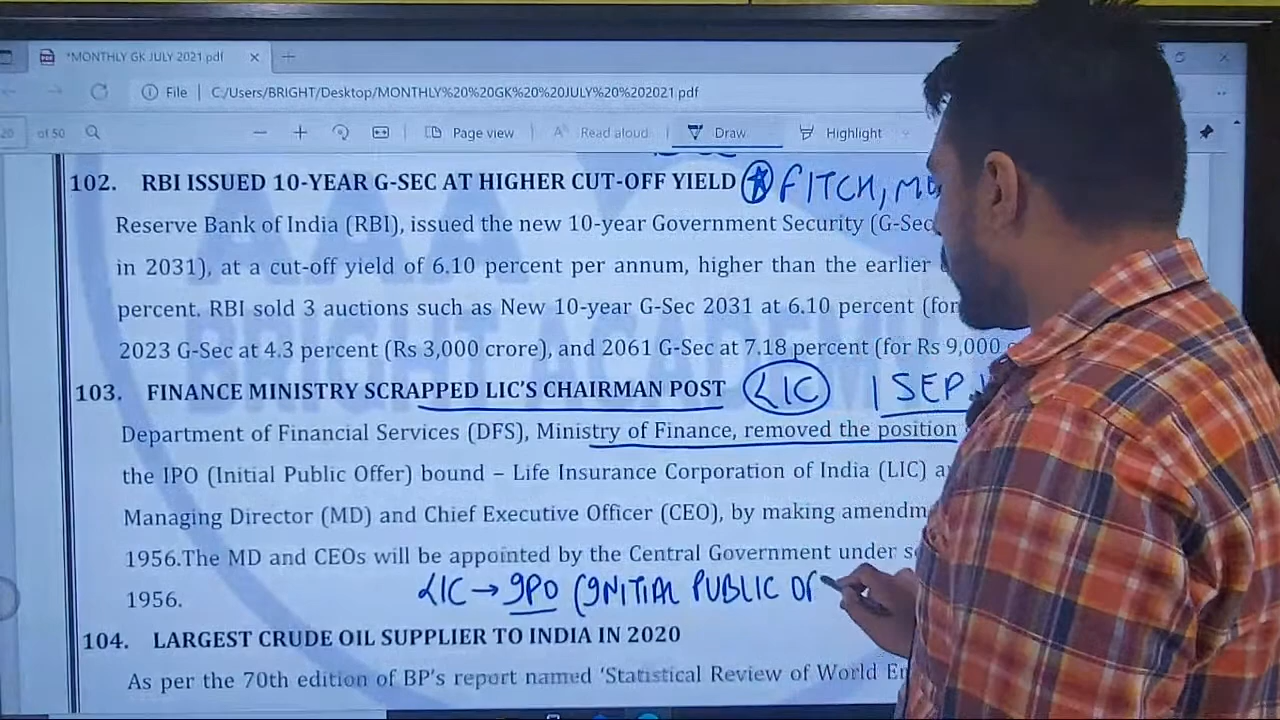 *MONTHLY GK JULY 2021.pdf
File | C:/Users/BRIGHT/Desktop/MONTHLY%20%20GK%20%20JULY%20%202021.pdf
20 of 50 Page view Read aloud Draw Highlight
102. RBI ISSUED 10-YEAR G-SEC AT HIGHER CUT-OFF YIELD FITCH,
Reserve Bank of India (RBI), issued the new 10-year Government Security (G-Sec
in 2031), at a cut-off yield of 6.10 percent per annum, higher than the earlier
percent. RBI sold 3 auctions such as New 10-year G-Sec 2031 at 6.10 percent (for
2023 G-Sec at 4.3 percent (Rs 3,000 crore), and 2061 G-Sec at 7.18 percent (for Rs 9,000
103. FINANCE MINISTRY SCRAPPED LIC'S CHAIRMAN POST LIC 1 SEP
Department of Financial Services (DFS), Ministry of Finance, removed the position
the IPO (Initial Public Offer) bound – Life Insurance Corporation of India (LIC)
Managing Director (MD) and Chief Executive Officer (CEO), by making
1956.The MD and CEOs will be appointed by the Central Government under
1956.
LIC → IPO (INITIAL PUBLIC OF
104. LARGEST CRUDE OIL SUPPLIER TO INDIA IN 2020
As per the 70th edition of BP's report named 'Statistical Review of World
AAA
BRIGHT ACADEM